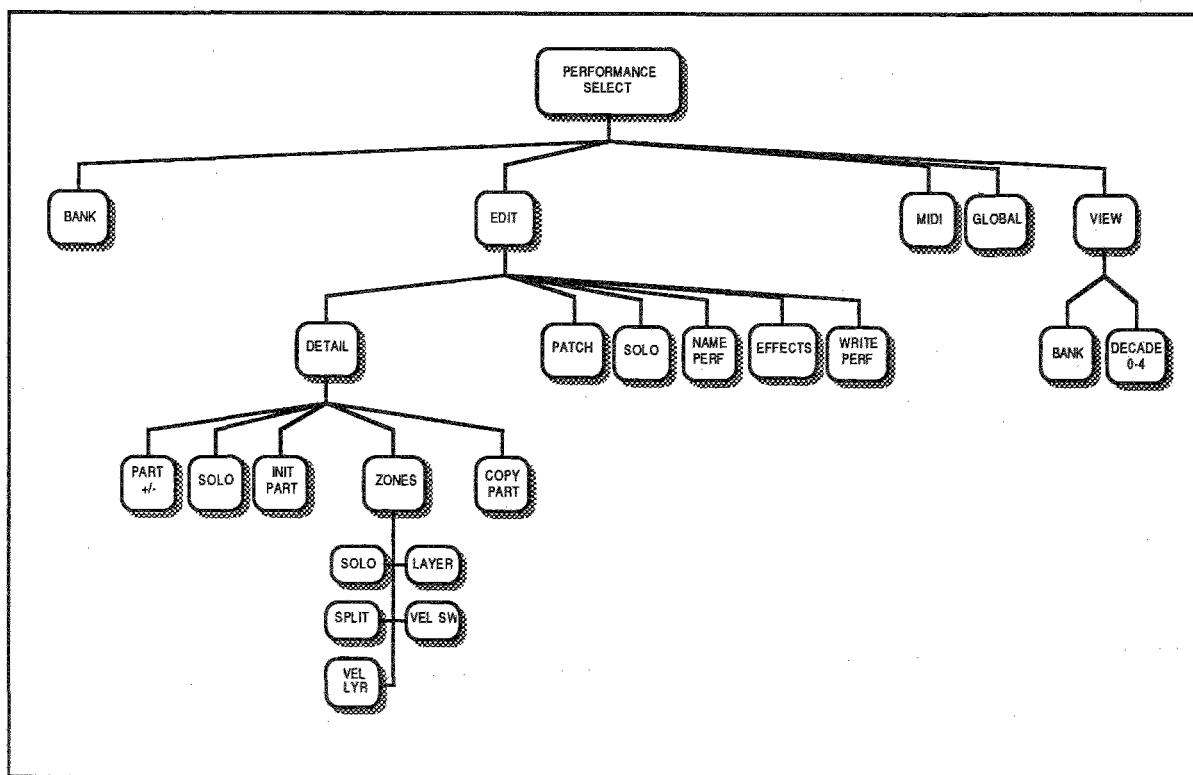 PERFORMANCE
SELECT
BANK
EDIT
MIDI
GLOBAL
VIEW
DETAIL
PATCH
SOLO
NAME
PERF
EFFECTS
WRITE
PERF
BANK
DECADE
0-4
PART
+/-
SOLO
INIT
PART
ZONES
COPY
PART
SOLO
LAYER
SPLIT
VEL SW
VEL
LYR